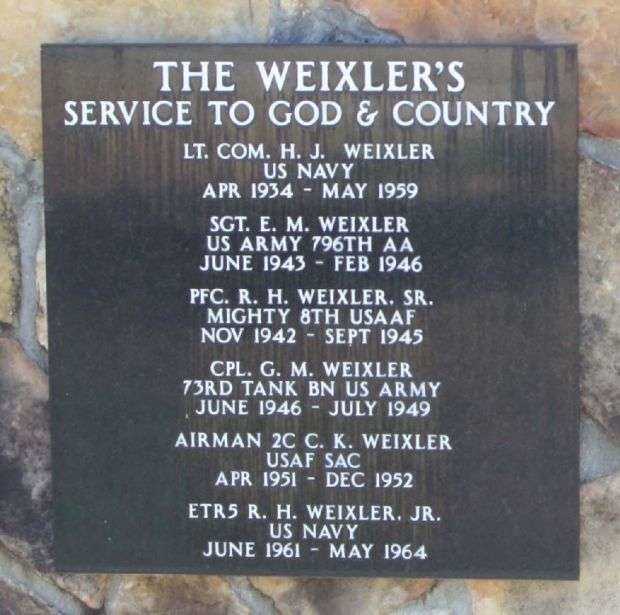 THE WEIXLER'S
SERVICE TO GOD & COUNTRY
LT. COM. H. J. WEIXLER
US NAVY
APR 1934 - MAY 1959
SGT. E. M. WEIXLER
US ARMY 796TH AA
JUNE 1943 - FEB 1946
PFC. R. H. WEIXLER. SR.
MIGHTY 8TH USAAF
NOV 1942 - SEPT 1945
CPL. G. M. WEIXLER
73RD TANK BN US ARMY
JUNE 1946 - JULY 1949
AIRMAN 2C C. K. WEIXLER
USAF SAC
APR 1951 - DEC 1952
ETR5 R. H. WEIXLER. JR.
US NAVY
JUNE 1961 - MAY 1964